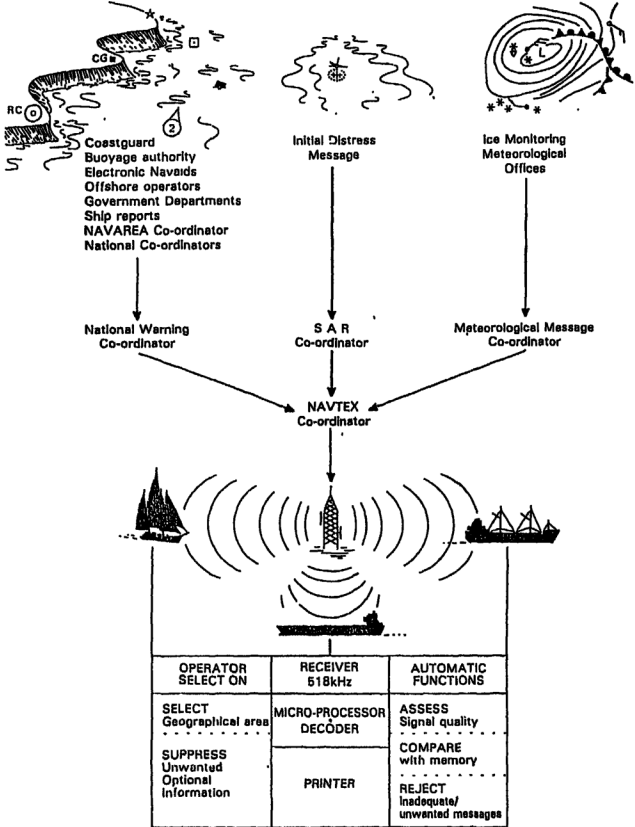 CG
RC
2
L
Coastguard
Buoyage authority
Electronic Navaids
Offshore operators
Government Departments
Ship reports
NAVAREA Co-ordinator
National Co-ordinators
Initial Distress
Message
Ice Monitoring
Meteorological
Offices
National Warning
Co-ordinator
S A R
Co-ordinator
Meteorological Message
Co-ordinator
NAVTEX
Co-ordinator
OPERATOR
SELECT ON
RECEIVER
518kHz
AUTOMATIC
FUNCTIONS
SELECT
Geographical area
SUPPRESS
Unwanted
Optional
Information
MICRO-PROCESSOR
DECODER
PRINTER
ASSESS
Signal quality
COMPARE
with memory
REJECT
Inadequate/
unwanted messages